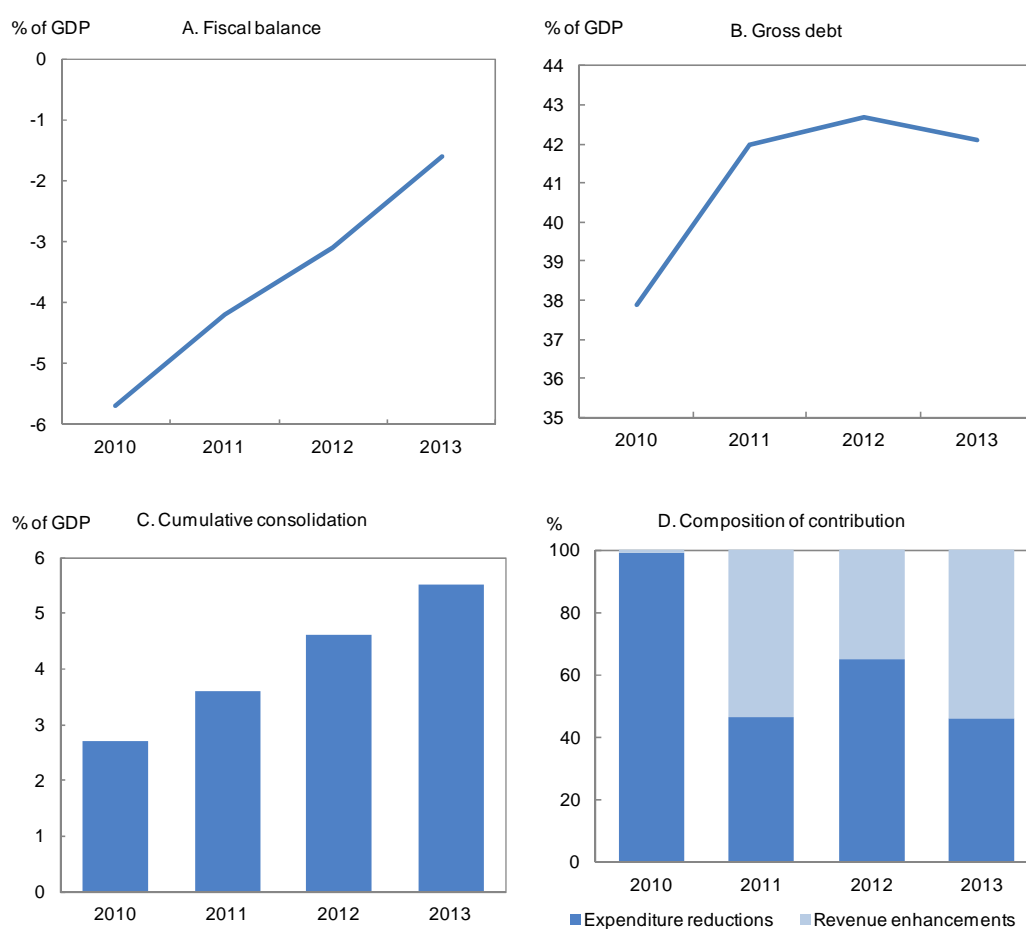 % of GDP
A. Fiscal balance
0
-1
-2
-3
-4
-5
-6
2010 2011 2012 2013
% of GDP
B. Gross debt
44
43
42
41
40
39
38
37
36
35
2010 2011 2012 2013
% of GDP
C. Cumulative consolidation
6
5
4
3
2
1
0
2010 2011 2012 2013
%
D. Composition of contribution
100
80
60
40
20
0
2010 2011 2012 2013
Expenditure reductions Revenue enhancements